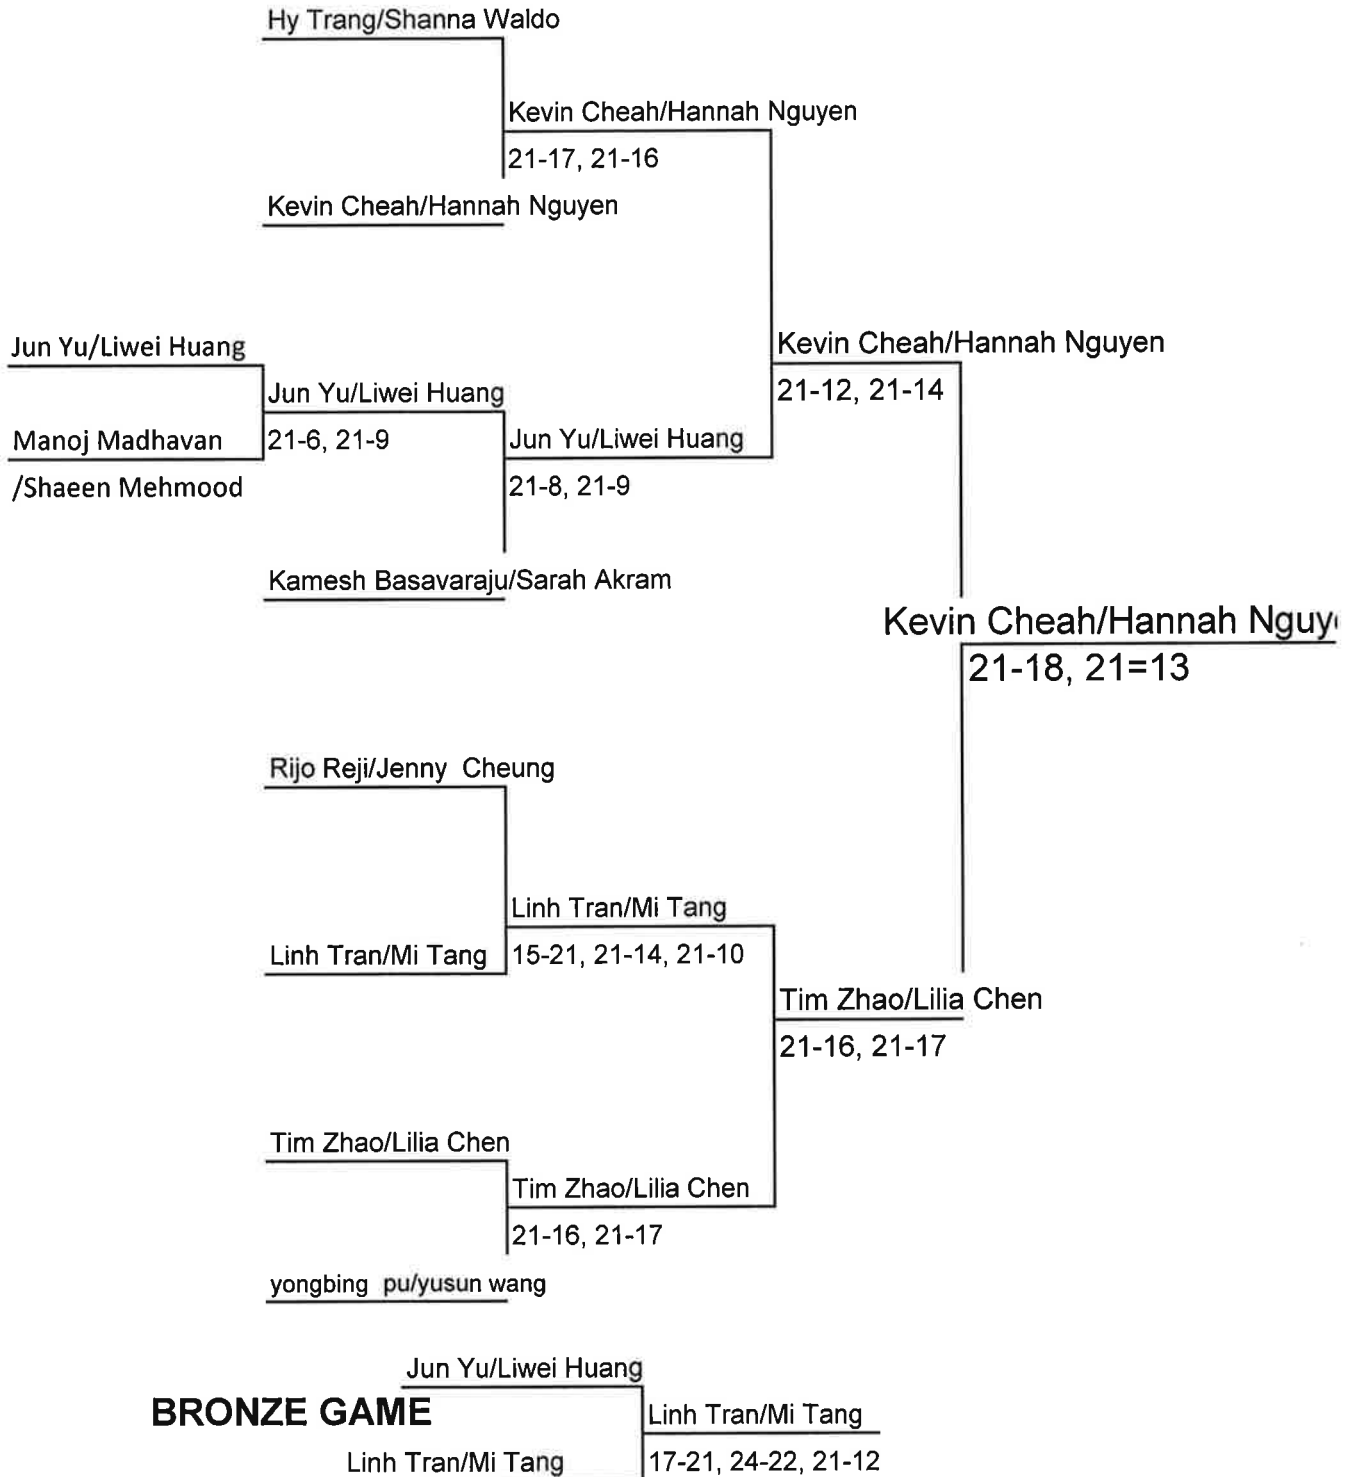 Hy Trang/Shanna Waldo
Kevin Cheah/Hannah Nguyen
21-17, 21-16
Kevin Cheah/Hannah Nguyen
Jun Yu/Liwei Huang
Kevin Cheah/Hannah Nguyen
Jun Yu/Liwei Huang
21-12, 21-14
Manoj Madhavan
21-6, 21-9
Jun Yu/Liwei Huang
/Shaeen Mehmood
21-8, 21-9
Kamesh Basavaraju/Sarah Akram
Kevin Cheah/Hannah Nguy
21-18, 21=13
Rijo Reji/Jenny Cheung
Linh Tran/Mi Tang
Linh Tran/Mi Tang
15-21, 21-14, 21-10
Tim Zhao/Lilia Chen
21-16, 21-17
Tim Zhao/Lilia Chen
Tim Zhao/Lilia Chen
21-16, 21-17
yongbing pu/yusun wang
Jun Yu/Liwei Huang
BRONZE GAME
Linh Tran/Mi Tang
Linh Tran/Mi Tang
17-21, 24-22, 21-12